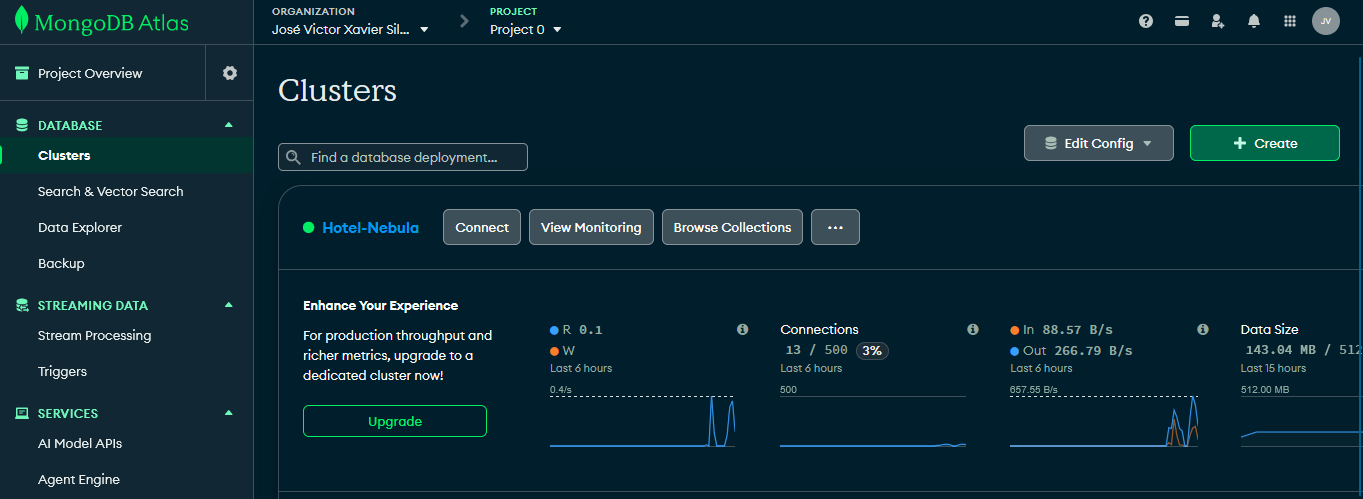 MongoDB Atlas
ORGANIZATION
José Victor Xavier Sil...
PROJECT
Project 0
JV
Project Overview
DATABASE
Clusters
Search & Vector Search
Data Explorer
Backup
STREAMING DATA
Stream Processing
Triggers
SERVICES
AI Model APIs
Agent Engine
Clusters
Find a database deployment...
Edit Config
+ Create
Hotel-Nebula
Connect
View Monitoring
Browse Collections
...
Enhance Your Experience
For production throughput and
richer metrics, upgrade to a
dedicated cluster now!
Upgrade
R 0.1
W
Last 6 hours
0.4/s
Connections
13 / 500 3%
Last 6 hours
500
In 88.57 B/s
Out 266.79 B/s
Last 6 hours
657.55 B/s
Data Size
143.04 MB / 512
Last 15 hours
512.00 MB